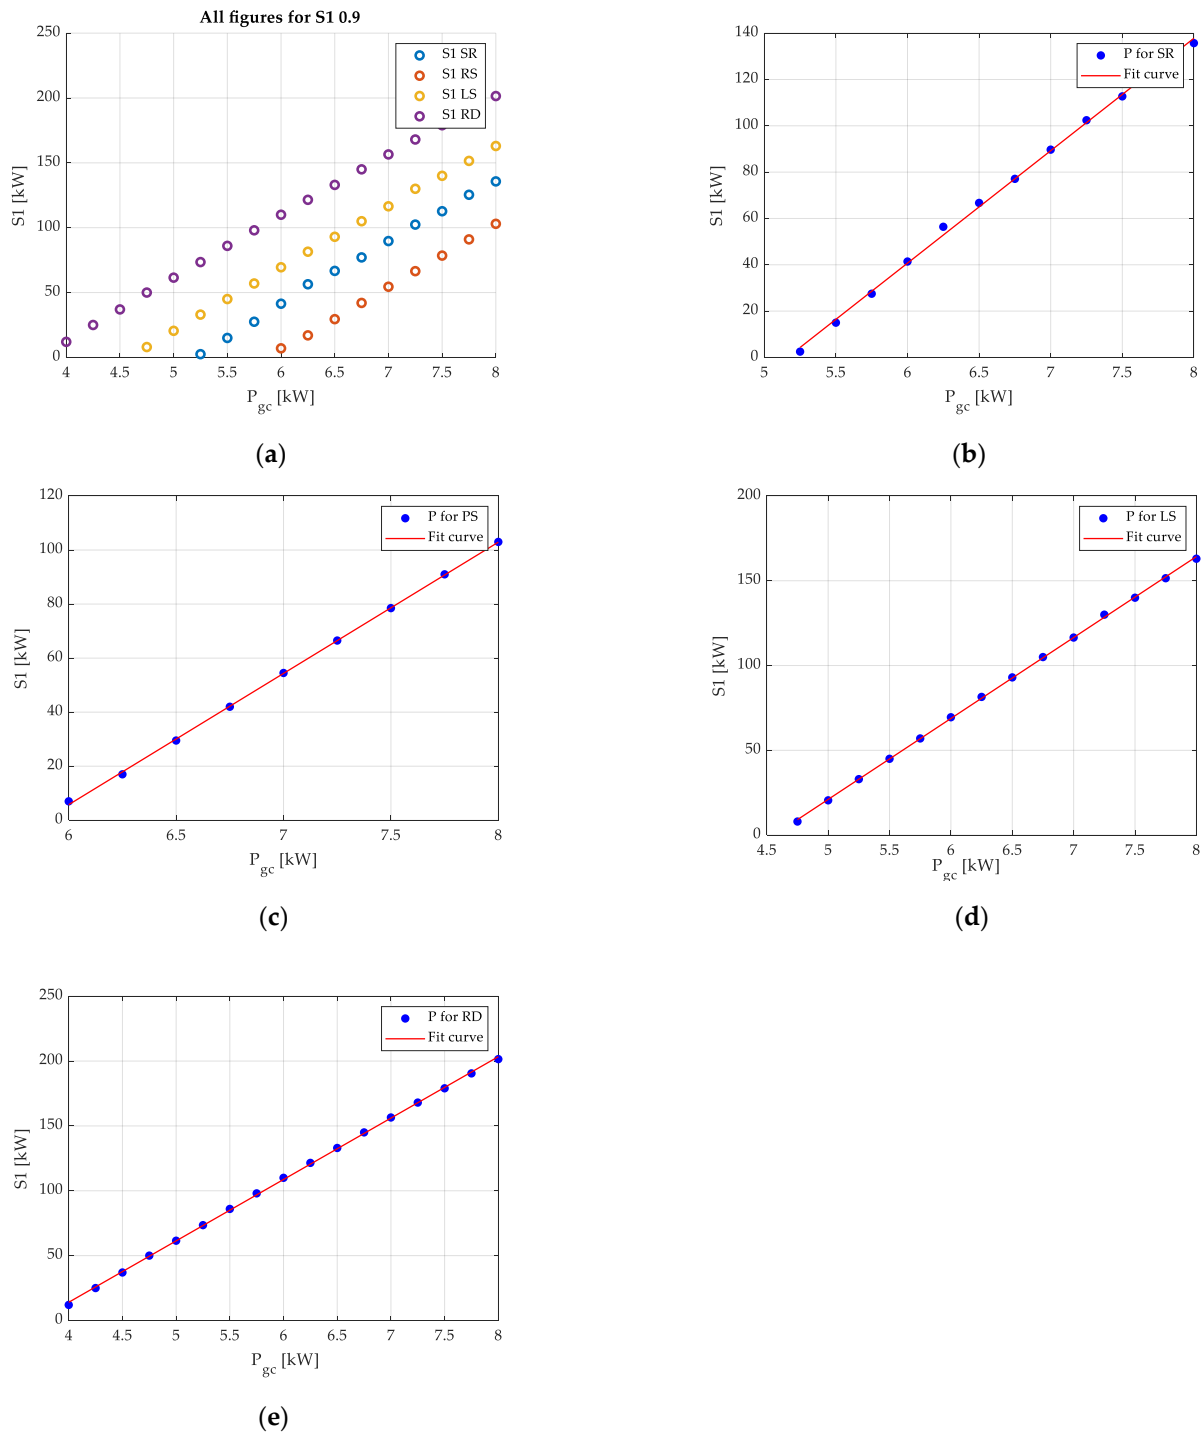 All figures for S1 0.9
250
200
150
100
50
0
S1 [kW]
4 4.5 5 5.5 6 6.5 7 7.5 8
P_gc [kW]
S1 SR
S1 RS
S1 LS
S1 RD
(a)
140
120
100
80
60
40
20
0
S1 [kW]
5 5.5 6 6.5 7 7.5 8
P_gc [kW]
P for SR
Fit curve
(b)
120
100
80
60
40
20
0
S1 [kW]
6 6.5 7 7.5 8
P_gc [kW]
P for PS
Fit curve
(c)
200
150
100
50
0
S1 [kW]
4.5 5 5.5 6 6.5 7 7.5 8
P_gc [kW]
P for LS
Fit curve
(d)
250
200
150
100
50
0
S1 [kW]
4 4.5 5 5.5 6 6.5 7 7.5 8
P_gc [kW]
P for RD
Fit curve
(e)